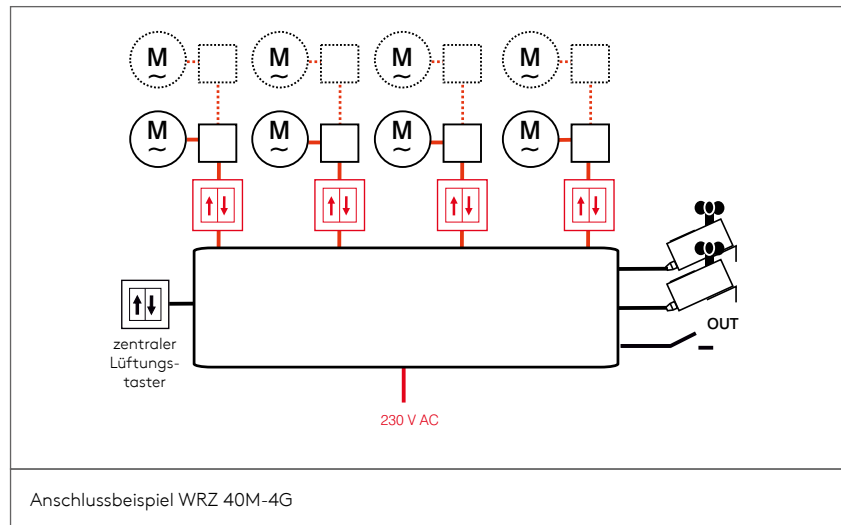 M M M M
~ ~ ~ ~
M M M M
~ ~ ~ ~
OUT
zentraler
Lüftungs-
taster
230 V AC
Anschlussbeispiel WRZ 40M-4G